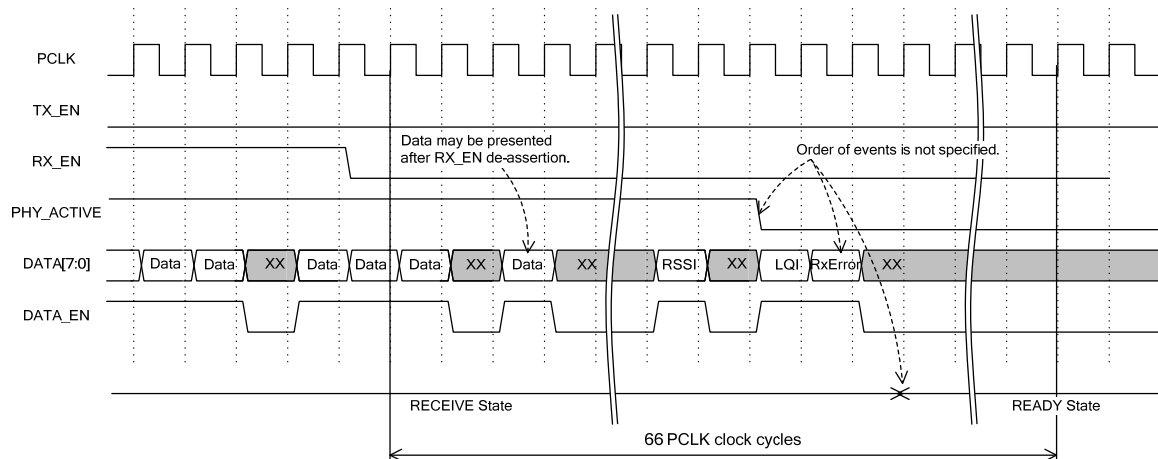 PCLK
TX_EN
Data may be presented
after RX_EN de-assertion.
Order of events is not specified.
RX_EN
PHY_ACTIVE
DATA[7:0] Data Data XX Data Data Data XX Data XX RSSI XX LQI RxError XX
DATA_EN
RECEIVE State READY State
66 PCLK clock cycles